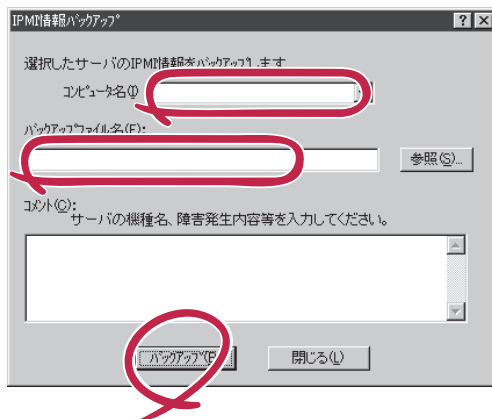 IPMI情報ﾊﾞｯｸｱｯﾌﾟ
選択したサーバのIPMI情報をﾊﾞｯｸｱｯﾌﾟします
ｺﾝﾋﾟｭｰﾀ名(I)
ﾊﾞｯｸｱｯﾌﾟﾌｧｲﾙ名(F):
参照(S)...
ｺﾒﾝﾄ(C):
サーバの機種名、障害発生内容等を入力してください。
ﾊﾞｯｸｱｯﾌﾟ(P)
閉じる(L)